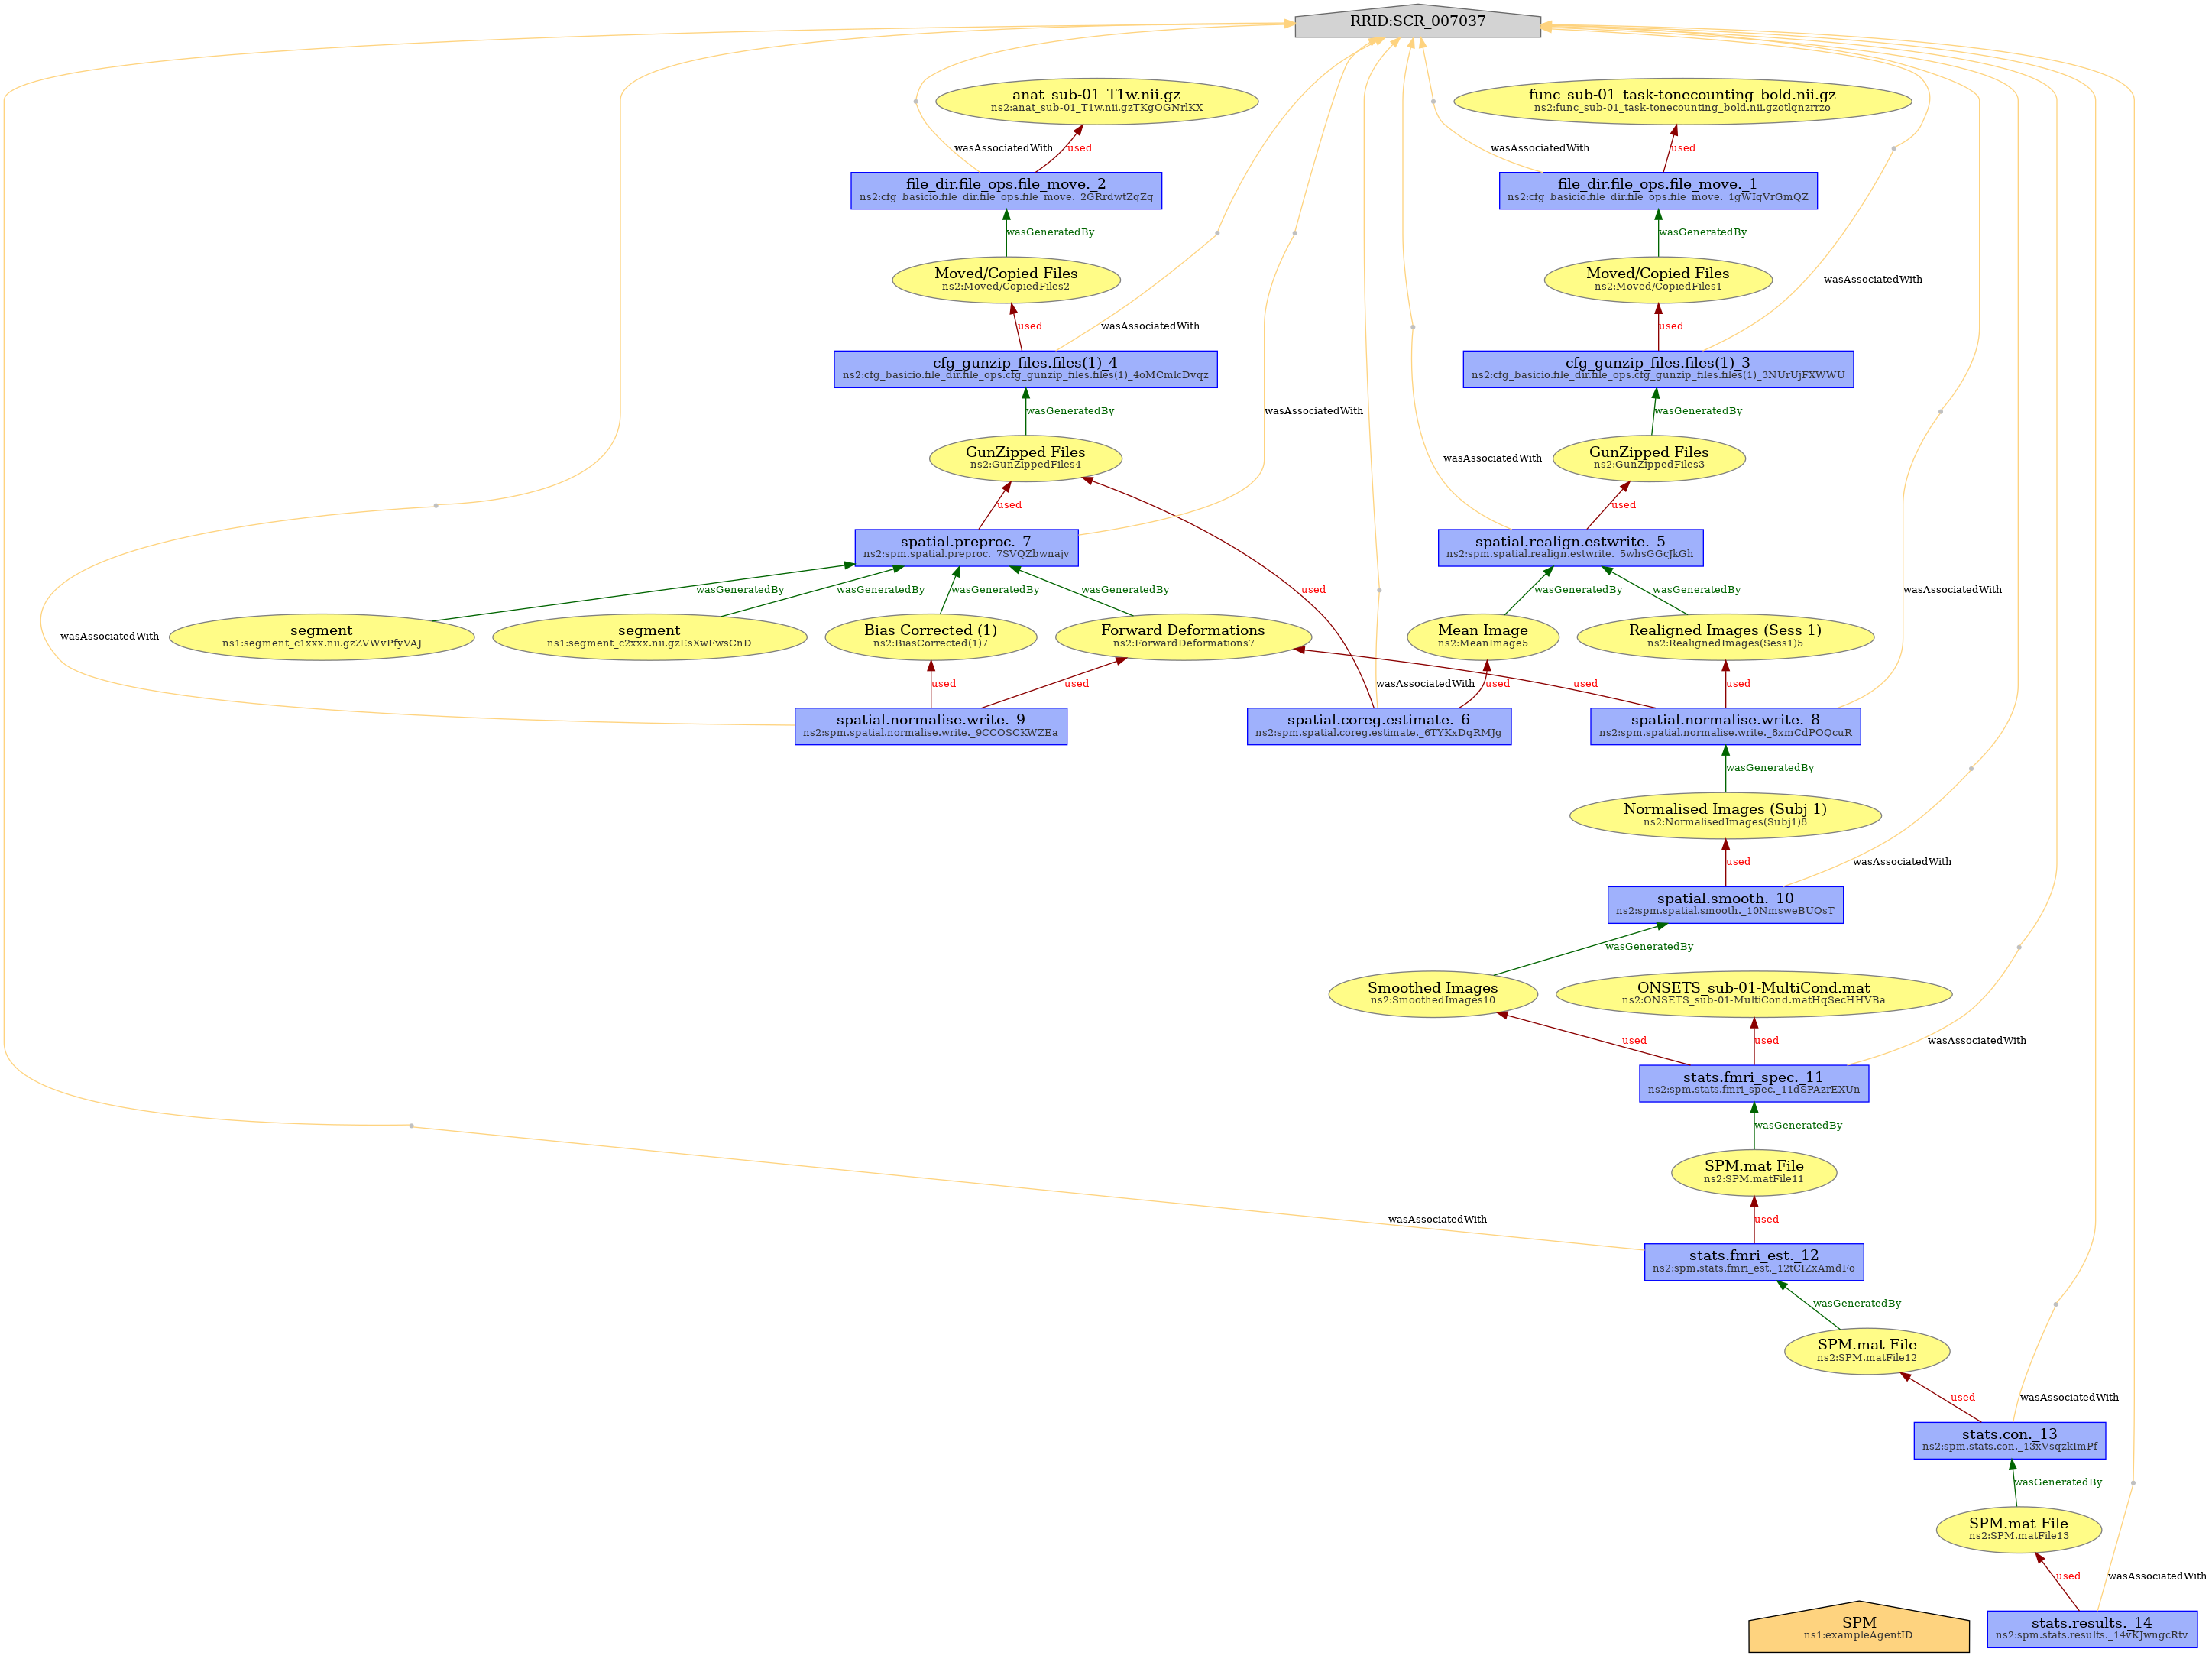 RRID:SCR_007037
anat_sub-01_T1w.nii.gz
ns2:anat_sub-01_T1w.nii.gzTKgOGNrlKX
func_sub-01_task-tonecounting_bold.nii.gz
ns2:func_sub-01_task-tonecounting_bold.nii.gzotlqnzrrzo
wasAssociatedWith
used
wasAssociatedWith
used
file_dir.file_ops.file_move._2
ns2:cfg_basicio.file_dir.file_ops.file_move._2GRrdwtZqZq
file_dir.file_ops.file_move._1
ns2:cfg_basicio.file_dir.file_ops.file_move._1gWIqVrGmQZ
wasGeneratedBy
wasGeneratedBy
Moved/Copied Files
ns2:Moved/CopiedFiles2
Moved/Copied Files
ns2:Moved/CopiedFiles1
wasAssociatedWith
used
wasAssociatedWith
used
cfg_gunzip_files.files(1)_4
ns2:cfg_basicio.file_dir.file_ops.cfg_gunzip_files.files(1)_4oMCmlcDvqz
cfg_gunzip_files.files(1)_3
ns2:cfg_basicio.file_dir.file_ops.cfg_gunzip_files.files(1)_3NUrUjFXWWU
wasGeneratedBy
wasAssociatedWith
wasGeneratedBy
GunZipped Files
ns2:GunZippedFiles4
wasAssociatedWith
GunZipped Files
ns2:GunZippedFiles3
used
used
spatial.preproc._7
ns2:spm.spatial.preproc._7SVQZbwnajv
spatial.realign.estwrite._5
ns2:spm.spatial.realign.estwrite._5whsGGcJkGh
wasGeneratedBy
wasGeneratedBy
wasGeneratedBy
wasGeneratedBy
used
wasGeneratedBy
wasGeneratedBy
wasAssociatedWith
wasAssociatedWith
segment
ns1:segment_c1xxx.nii.gzZVWvPfyVAJ
segment
ns1:segment_c2xxx.nii.gzEsXwFwsCnD
Bias Corrected (1)
ns2:BiasCorrected(1)7
Forward Deformations
ns2:ForwardDeformations7
Mean Image
ns2:MeanImage5
Realigned Images (Sess 1)
ns2:RealignedImages(Sess1)5
used
used
wasAssociatedWith
used
used
used
spatial.normalise.write._9
ns2:spm.spatial.normalise.write._9CCOSCKWZEa
spatial.coreg.estimate._6
ns2:spm.spatial.coreg.estimate._6TYKxDqRMJg
spatial.normalise.write._8
ns2:spm.spatial.normalise.write._8xmCdPOQcuR
wasGeneratedBy
Normalised Images (Subj 1)
ns2:NormalisedImages(Subj1)8
used
wasAssociatedWith
spatial.smooth._10
ns2:spm.spatial.smooth._10NmsweBUQsT
wasGeneratedBy
Smoothed Images
ns2:SmoothedImages10
ONSETS_sub-01-MultiCond.mat
ns2:ONSETS_sub-01-MultiCond.matHqSecHHVBa
used
used
wasAssociatedWith
stats.fmri_spec._11
ns2:spm.stats.fmri_spec._11dSPAzrEXUn
wasGeneratedBy
SPM.mat File
ns2:SPM.matFile11
wasAssociatedWith
used
stats.fmri_est._12
ns2:spm.stats.fmri_est._12tCIZxAmdFo
wasGeneratedBy
SPM.mat File
ns2:SPM.matFile12
used
wasAssociatedWith
stats.con._13
ns2:spm.stats.con._13xVsqzkImPf
wasGeneratedBy
SPM.mat File
ns2:SPM.matFile13
used
wasAssociatedWith
SPM
ns1:exampleAgentID
stats.results._14
ns2:spm.stats.results._14vKJwngcRtv